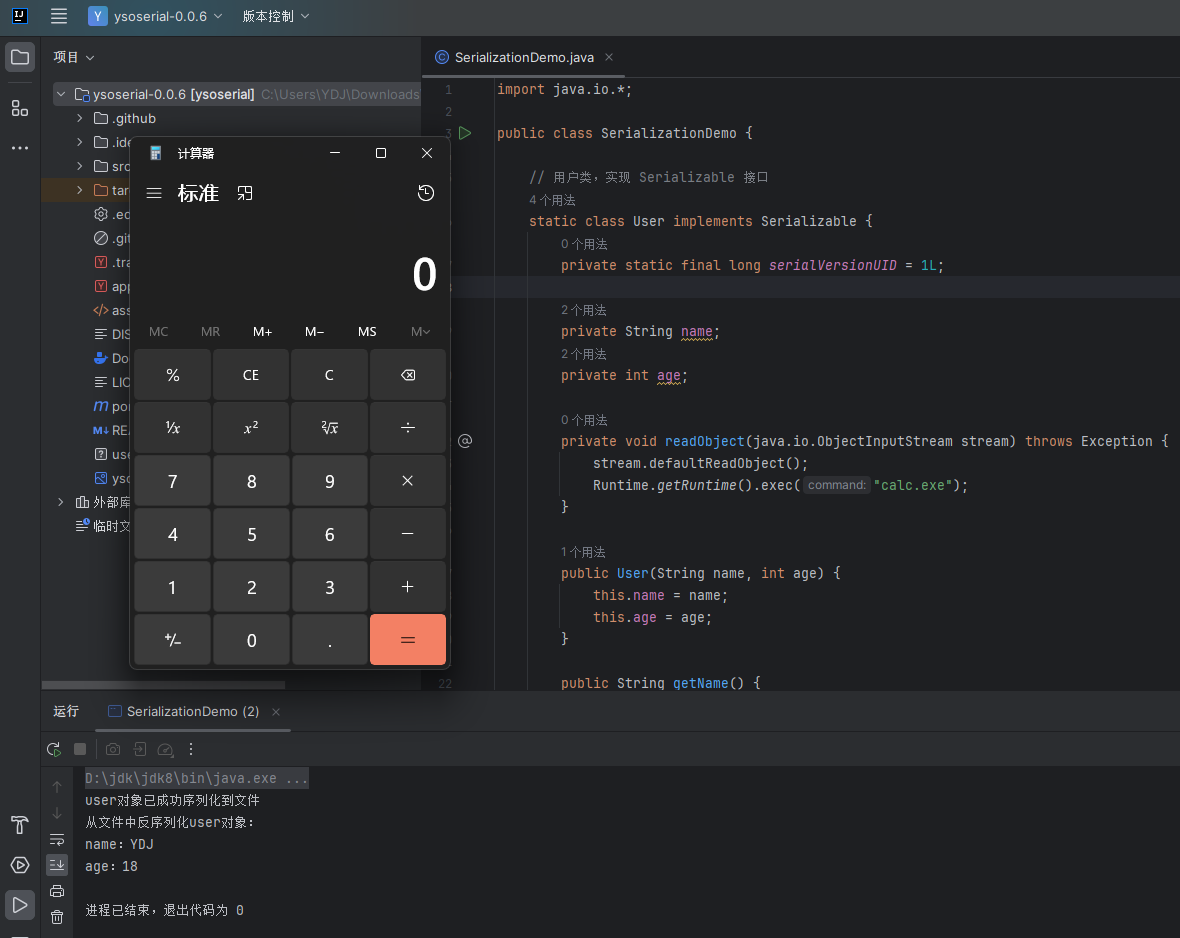 Y ysoserial-0.0.6 版本控制
项目
SerializationDemo.java
ysoserial-0.0.6 [ysoserial] C:\Users\YDJ\Downloads
.github
.ide
src
tar
.ed
.git
.tra
app
ass
DIS
Do
LIC
m pon
M↓ REA
use
yso
外部库
临时文
计算器
标准
0
MC MR M+ M− MS M
% CE C
¹/x x² ²√x ÷
7 8 9 ×
4 5 6 −
1 2 3 +
+/− 0 . =
1 import java.io.*;
2
3 public class SerializationDemo {
// 用户类，实现 Serializable 接口
4 个用法
static class User implements Serializable {
0 个用法
private static final long serialVersionUID = 1L;
2 个用法
private String name;
2 个用法
private int age;
0 个用法
private void readObject(java.io.ObjectInputStream stream) throws Exception {
stream.defaultReadObject();
Runtime.getRuntime().exec( command: "calc.exe");
}
1 个用法
public User(String name, int age) {
this.name = name;
this.age = age;
}
22 public String getName() {
运行 SerializationDemo (2)
D:\jdk\jdk8\bin\java.exe ...
user对象已成功序列化到文件
从文件中反序列化user对象：
name：YDJ
age：18
进程已结束，退出代码为 0